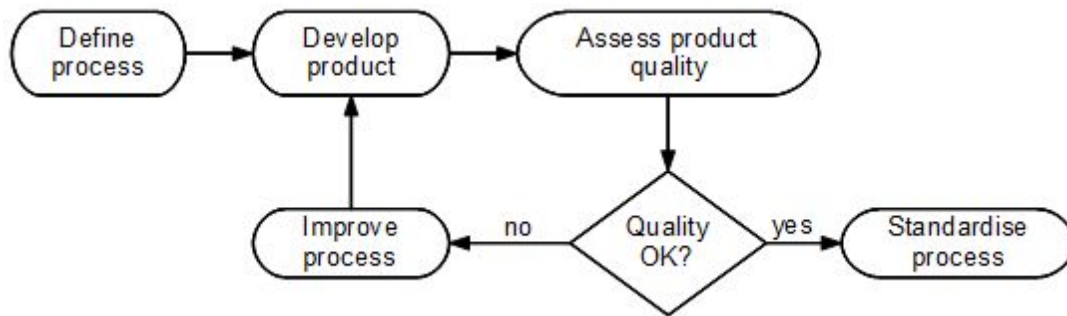 Define
process
Develop
product
Assess product
quality
Improve
process
no
Quality
OK?
yes
Standardise
process